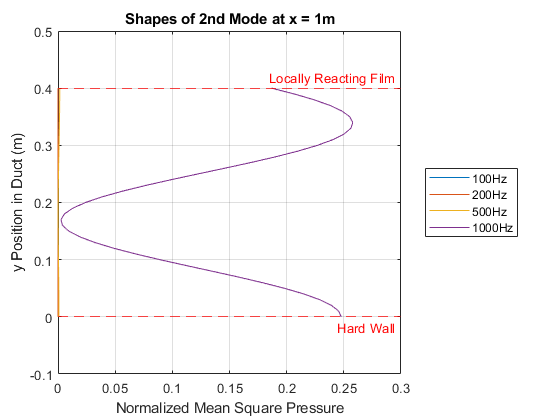 Shapes of 2nd Mode at x = 1m
0.5
Locally Reacting Film
0.4
0.3
0.2
0.1
0
Hard Wall
-0.1
0 0.05 0.1 0.15 0.2 0.25 0.3
Normalized Mean Square Pressure
y Position in Duct (m)
100Hz
200Hz
500Hz
1000Hz